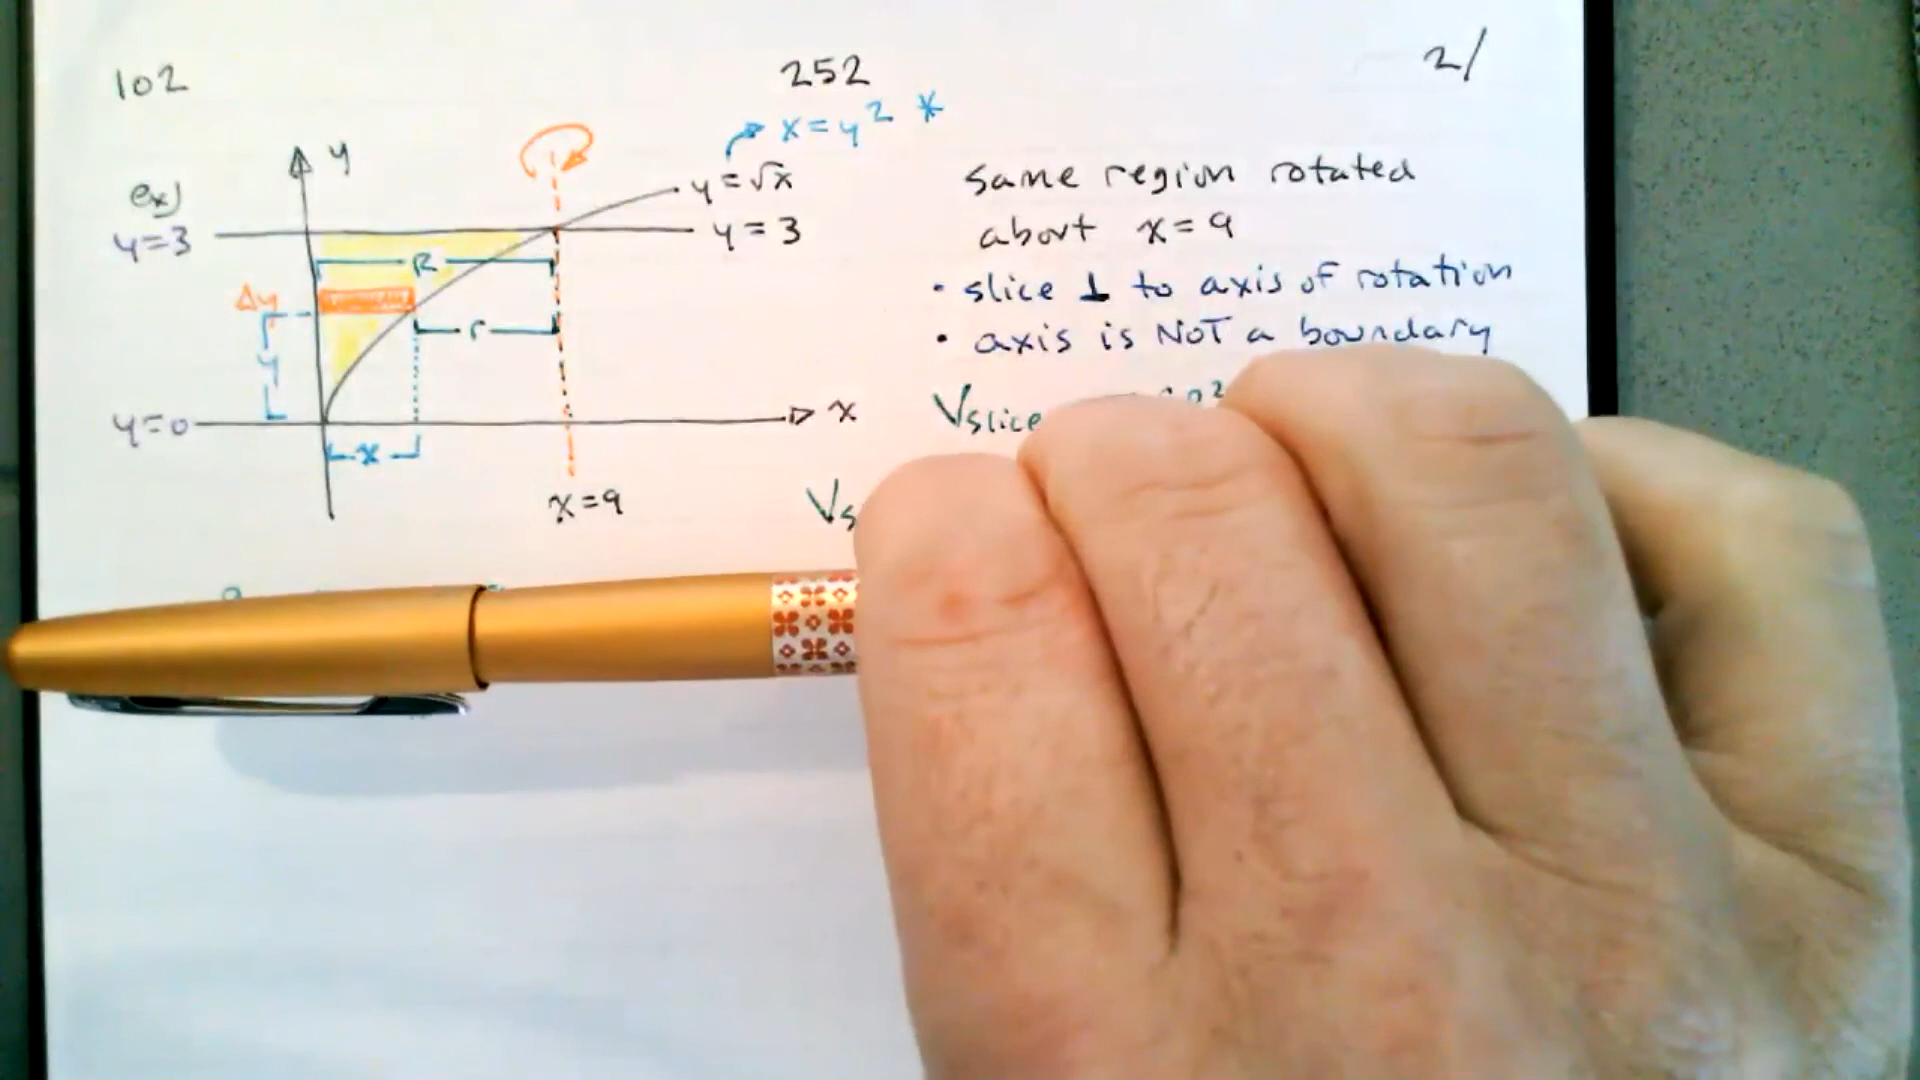 102 252 2/
x = y² *
y
y = √x
ex)
y=3
y = 3
R
Δy
r
y
y=0
x
x
x=9
same region rotated
about x=9
• slice ⊥ to axis of rotation
• axis is NOT a boundary
Vslice